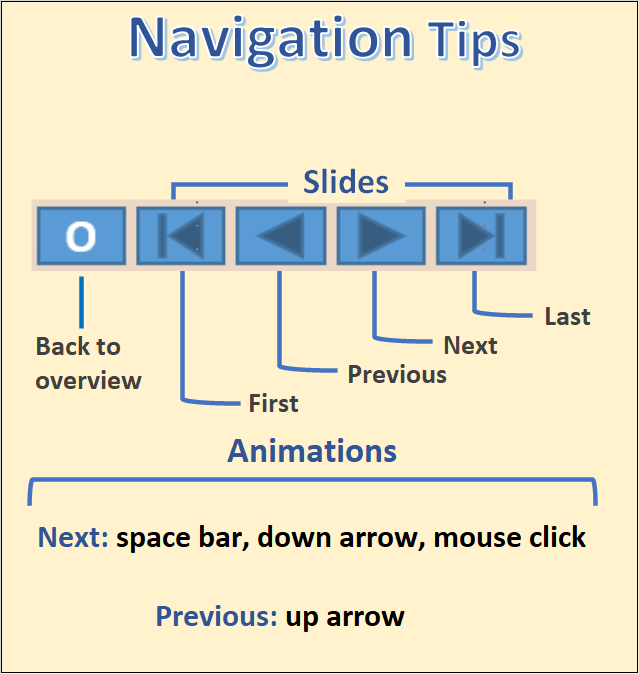 Navigation Tips
Slides
O
Back to
overview
First
Previous
Next
Last
Animations
Next: space bar, down arrow, mouse click
Previous: up arrow